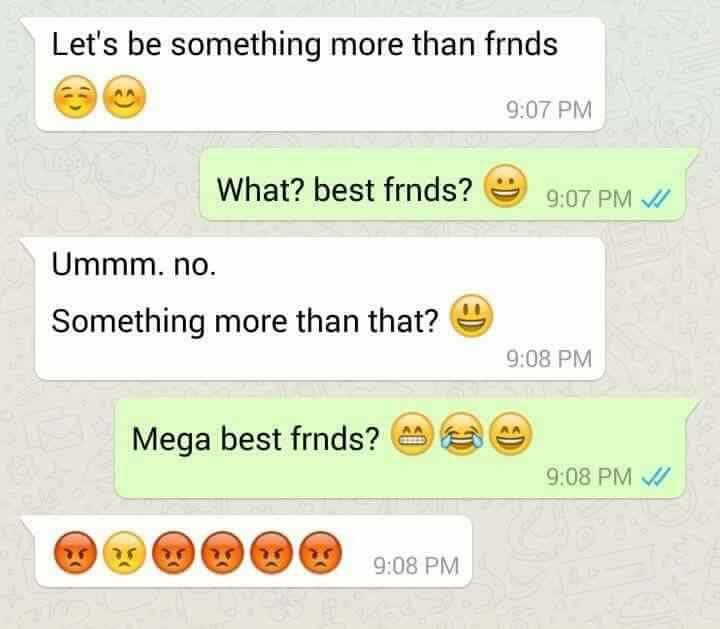 Let's be something more than frnds
☺️😊
9:07 PM
What? best frnds? 😀 9:07 PM
Ummm. no.
Something more than that? 😃
9:08 PM
Mega best frnds? 😁😂😄
9:08 PM
😡😠😡😡😡😡 9:08 PM